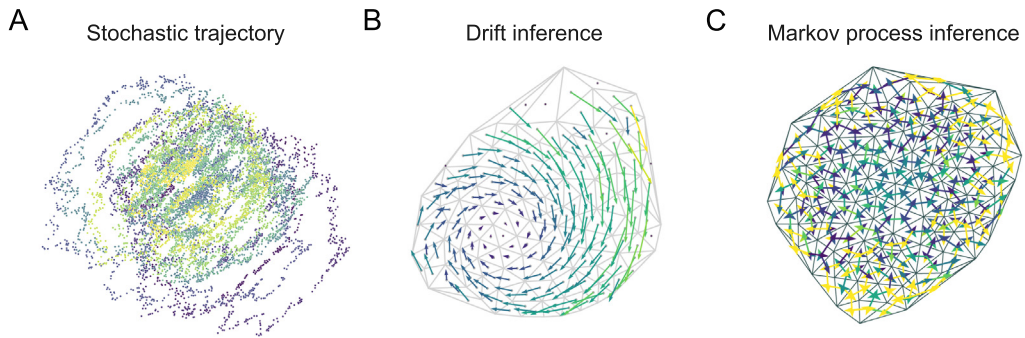 A
Stochastic trajectory
B
Drift inference
C
Markov process inference